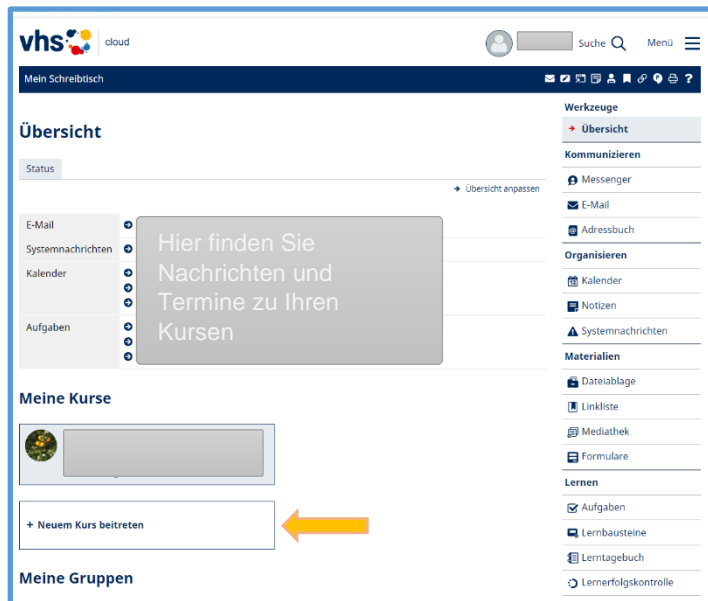 vhs cloud
Suche
Menü
Mein Schreibtisch
?
Übersicht
Status
Übersicht anpassen
E-Mail
Systemnachrichten
Kalender
Aufgaben
Hier finden Sie
Nachrichten und
Termine zu Ihren
Kursen
Meine Kurse
+ Neuem Kurs beitreten
Meine Gruppen
Werkzeuge
Übersicht
Kommunizieren
Messenger
E-Mail
Adressbuch
Organisieren
Kalender
Notizen
Systemnachrichten
Materialien
Dateiablage
Linkliste
Mediathek
Formulare
Lernen
Aufgaben
Lernbausteine
Lerntagebuch
Lernerfolgskontrolle